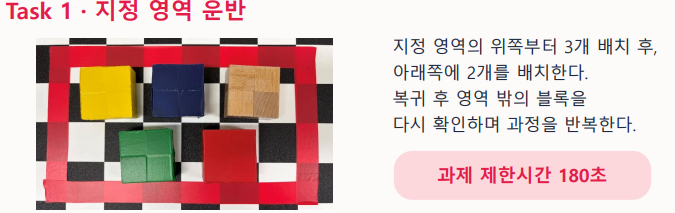 Task 1 · 지정 영역 운반
지정 영역의 위쪽부터 3개 배치 후,
아래쪽에 2개를 배치한다.
복귀 후 영역 밖의 블록을
다시 확인하며 과정을 반복한다.
과제 제한시간 180초